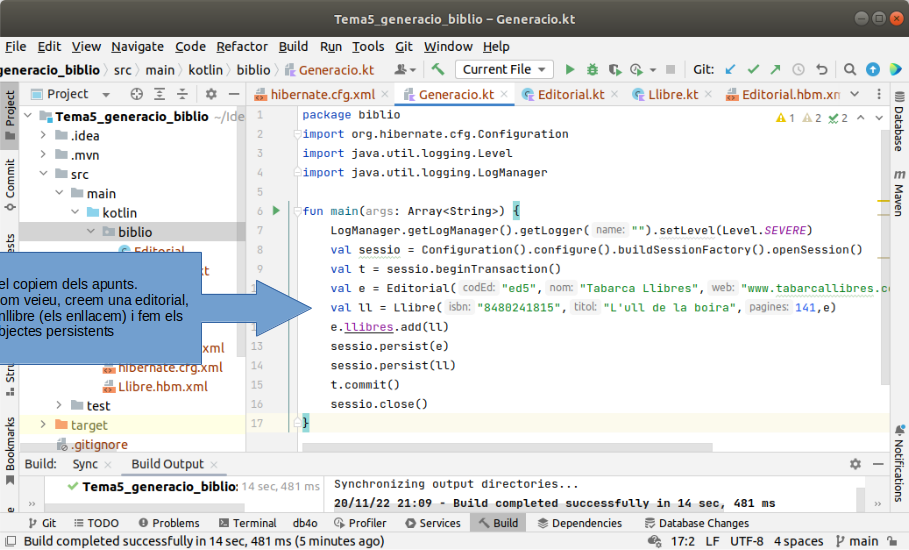 Tema5_generacio_biblio – Generacio.kt
File Edit View Navigate Code Refactor Build Run Tools Git Window Help
generacio_biblio src main kotlin biblio Generacio.kt Current File Git:
Project
hibernate.cfg.xml Generacio.kt Editorial.kt Llibre.kt Editorial.hbm.xm
Project
Commit
Bookmarks
Tema5_generacio_biblio ~/Ide
.idea
.mvn
src
main
kotlin
biblio
Editorial
xml
hibernate.cfg.xml
Llibre.hbm.xml
test
target
.gitignore
el copiem dels apunts.
om veieu, creem una editorial,
nllibre (els enllacem) i fem els
bjectes persistents
1 package biblio
2 import org.hibernate.cfg.Configuration
3 import java.util.logging.Level
4 import java.util.logging.LogManager
5
6 fun main(args: Array<String>) {
7 LogManager.getLogManager().getLogger( name: "").setLevel(Level.SEVERE)
8 val sessio = Configuration().configure().buildSessionFactory().openSession()
9 val t = sessio.beginTransaction()
val e = Editorial( codEd: "ed5", nom: "Tabarca Llibres", web: "www.tabarcallibres.co
val ll = Llibre( isbn: "8480241815", titol: "L'ull de la boira", pagines: 141,e)
e.llibres.add(ll)
13 sessio.persist(e)
14 sessio.persist(ll)
15 t.commit()
16 sessio.close()
17 }
1 2 2
Database
Maven
Notifications
Build: Sync Build Output
Tema5_generacio_biblio: 14 sec, 481 ms
Synchronizing output directories...
20/11/22 21:09 - Build completed successfully in 14 sec, 481 ms
Git TODO Problems Terminal db4o Profiler Services Build Dependencies Database Changes
Build completed successfully in 14 sec, 481 ms (5 minutes ago) 17:2 LF UTF-8 4 spaces main